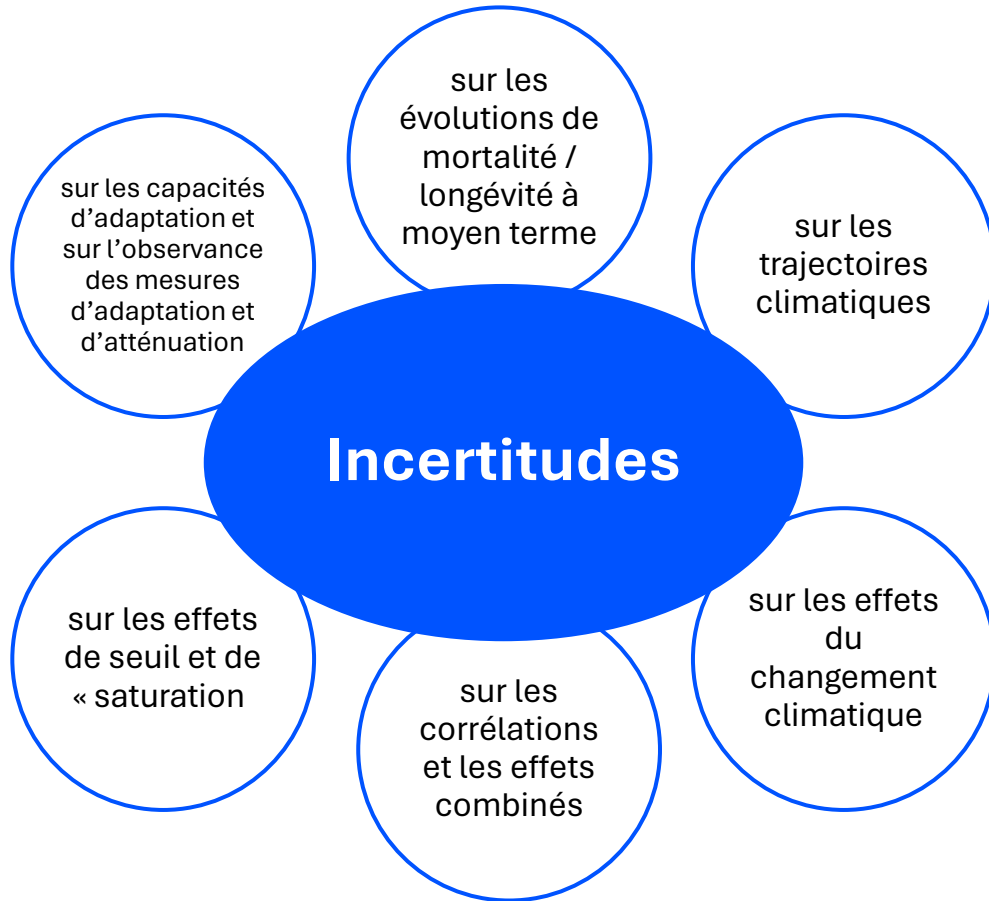 sur les
évolutions de
mortalité /
longévité à
moyen terme
sur les capacités
d’adaptation et
sur l’observance
des mesures
d’adaptation et
d’atténuation
sur les
trajectoires
climatiques
Incertitudes
sur les effets
de seuil et de
« saturation
sur les
corrélations
et les effets
combinés
sur les effets
du
changement
climatique